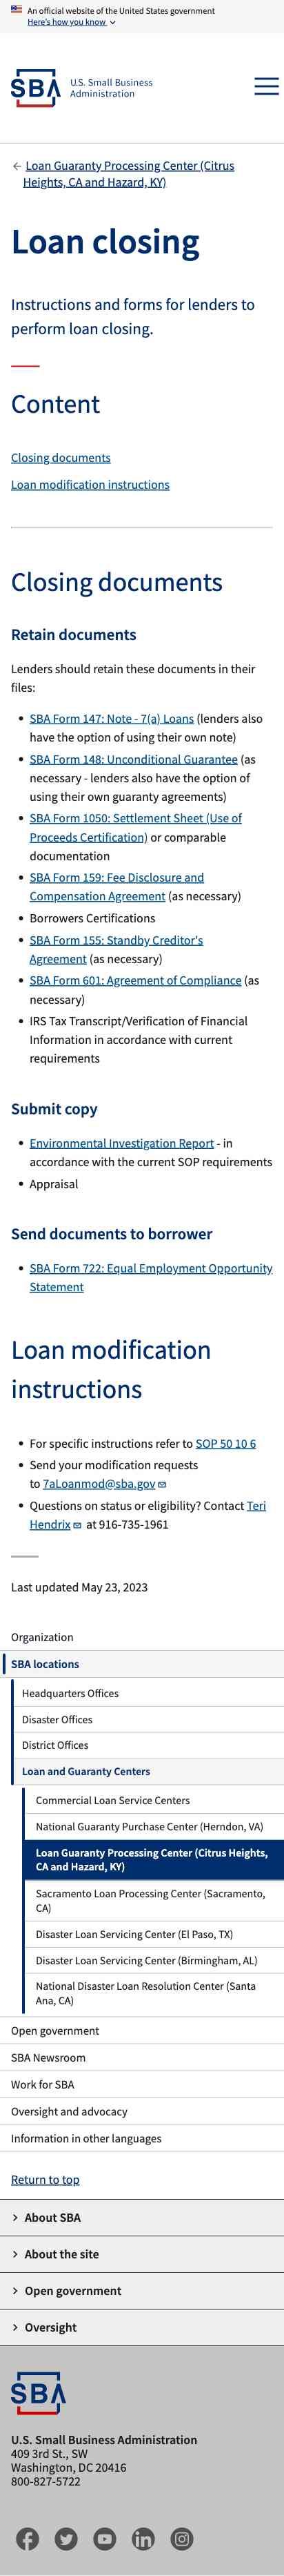 An official website of the United States government
Here's how you know
SBA U.S. Small Business
Administration
Loan Guaranty Processing Center (Citrus
Heights, CA and Hazard, KY)
Loan closing
Instructions and forms for lenders to
perform loan closing.
Content
Closing documents
Loan modification instructions
Closing documents
Retain documents
Lenders should retain these documents in their
files:
• SBA Form 147: Note - 7(a) Loans (lenders also
have the option of using their own note)
• SBA Form 148: Unconditional Guarantee (as
necessary - lenders also have the option of
using their own guaranty agreements)
• SBA Form 1050: Settlement Sheet (Use of
Proceeds Certification) or comparable
documentation
• SBA Form 159: Fee Disclosure and
Compensation Agreement (as necessary)
• Borrowers Certifications
• SBA Form 155: Standby Creditor's
Agreement (as necessary)
• SBA Form 601: Agreement of Compliance (as
necessary)
• IRS Tax Transcript/Verification of Financial
Information in accordance with current
requirements
Submit copy
• Environmental Investigation Report - in
accordance with the current SOP requirements
• Appraisal
Send documents to borrower
• SBA Form 722: Equal Employment Opportunity
Statement
Loan modification
instructions
• For specific instructions refer to SOP 50 10 6
• Send your modification requests
to 7aLoanmod@sba.gov
• Questions on status or eligibility? Contact Teri
Hendrix at 916-735-1961
Last updated May 23, 2023
Organization
SBA locations
Headquarters Offices
Disaster Offices
District Offices
Loan and Guaranty Centers
Commercial Loan Service Centers
National Guaranty Purchase Center (Herndon, VA)
Loan Guaranty Processing Center (Citrus Heights,
CA and Hazard, KY)
Sacramento Loan Processing Center (Sacramento,
CA)
Disaster Loan Servicing Center (El Paso, TX)
Disaster Loan Servicing Center (Birmingham, AL)
National Disaster Loan Resolution Center (Santa
Ana, CA)
Open government
SBA Newsroom
Work for SBA
Oversight and advocacy
Information in other languages
Return to top
About SBA
About the site
Open government
Oversight
SBA
U.S. Small Business Administration
409 3rd St., SW
Washington, DC 20416
800-827-5722